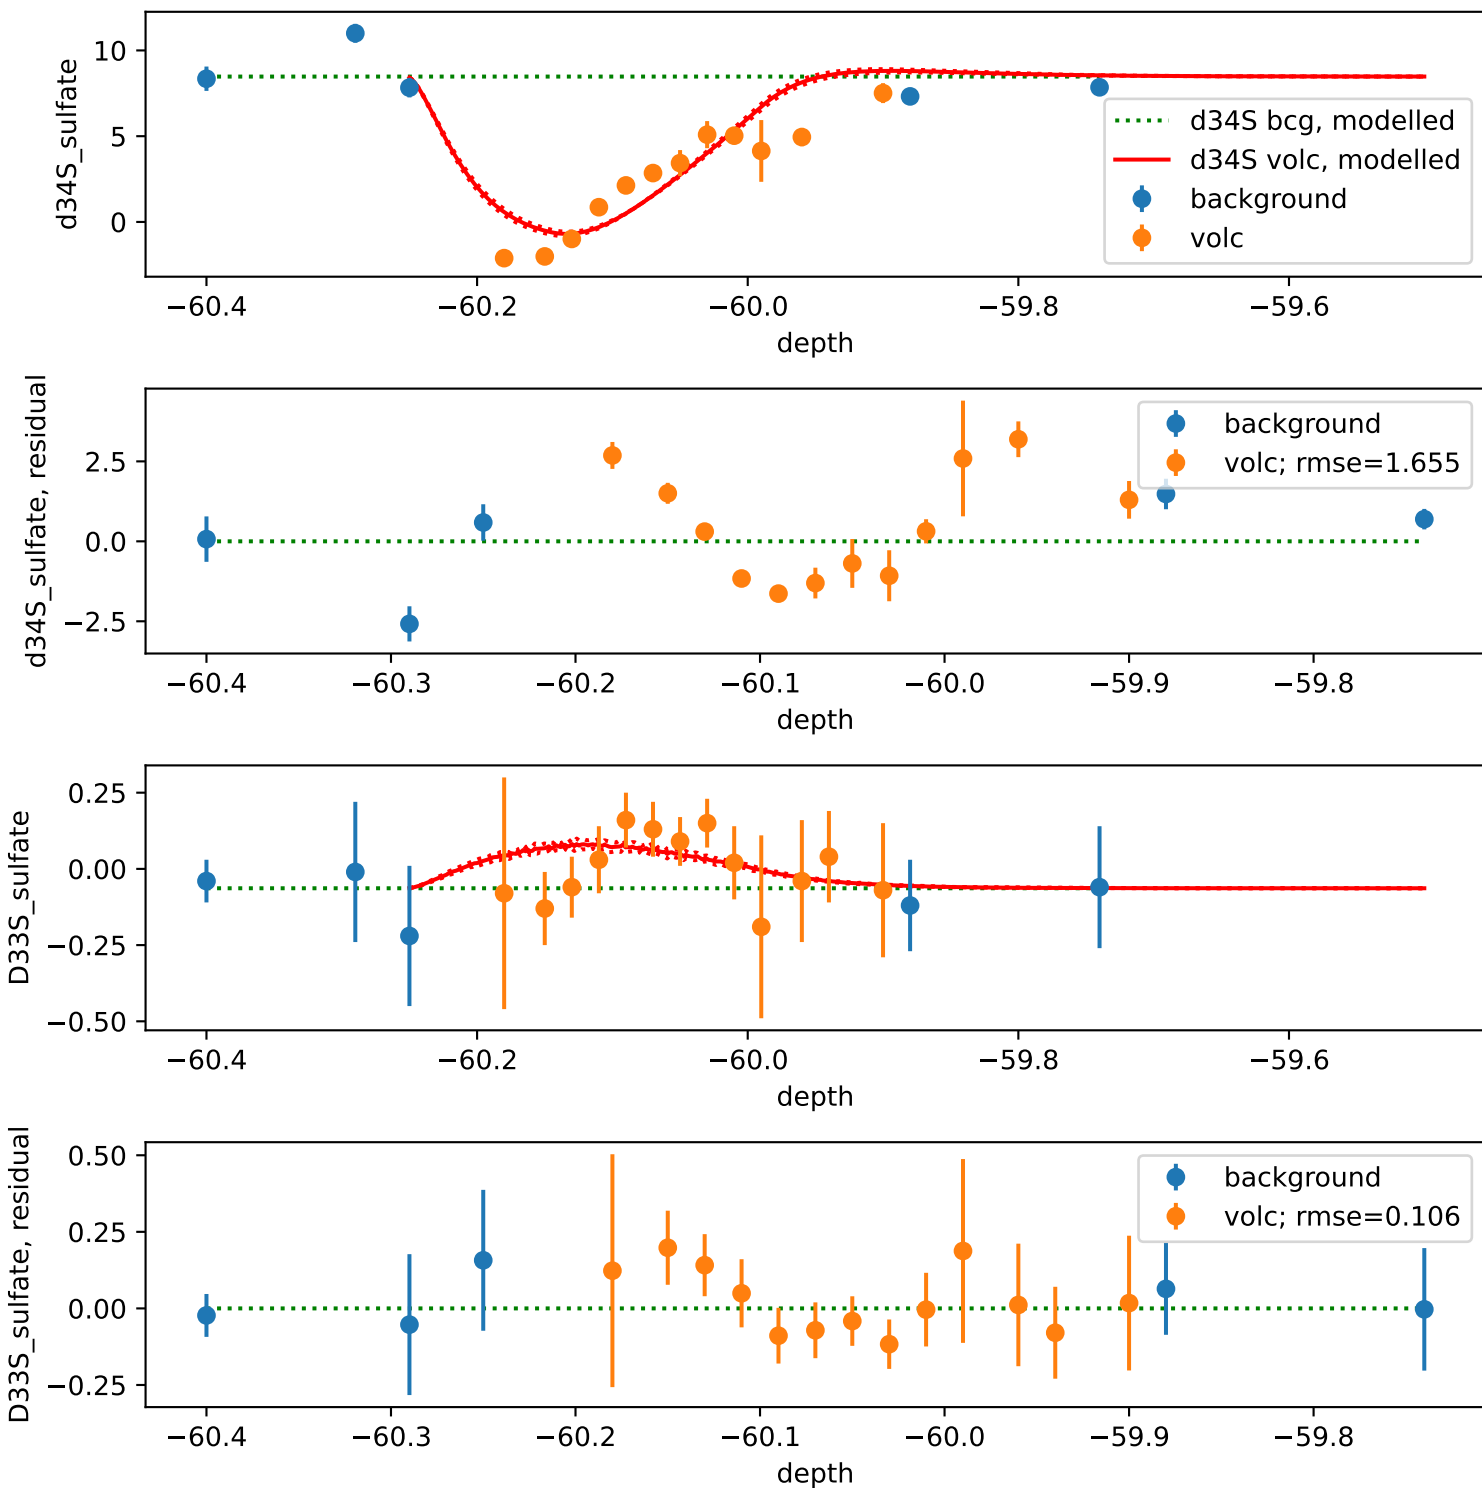 d34S_sulfate
10
5
0
d34S bcg, modelled
d34S volc, modelled
background
volc
−60.4 −60.2 −60.0 −59.8 −59.6
depth
d34S_sulfate, residual
2.5
0.0
−2.5
background
volc; rmse=1.655
−60.4 −60.3 −60.2 −60.1 −60.0 −59.9 −59.8
depth
D33S_sulfate
0.25
0.00
−0.25
−0.50
−60.4 −60.2 −60.0 −59.8 −59.6
depth
D33S_sulfate, residual
0.50
0.25
0.00
−0.25
background
volc; rmse=0.106
−60.4 −60.3 −60.2 −60.1 −60.0 −59.9 −59.8
depth